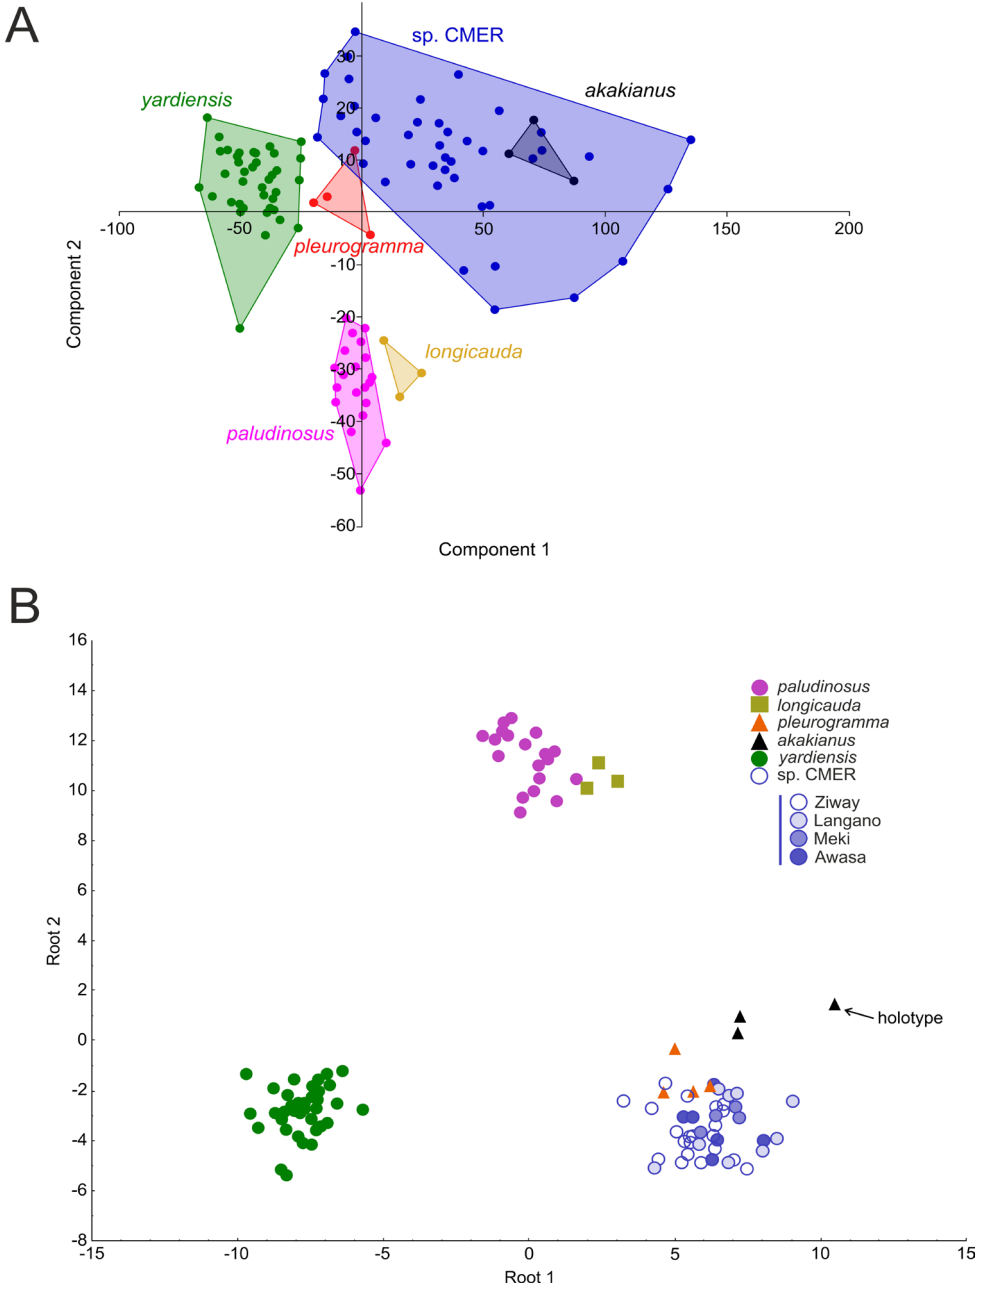 A
sp. CMER
akakianus
yardiensis
30
20
10
-100
-50
50
100
150
200
pleurogramma
-10
-20
-30
-40
-50
-60
longicauda
paludinosus
Component 2
Component 1
B
16
14
12
10
8
6
4
2
0
-2
-4
-6
-8
paludinosus
longicauda
pleurogramma
akakianus
yardiensis
sp. CMER
Ziway
Langano
Meki
Awasa
holotype
Root 2
-15
-10
-5
0
5
10
15
Root 1